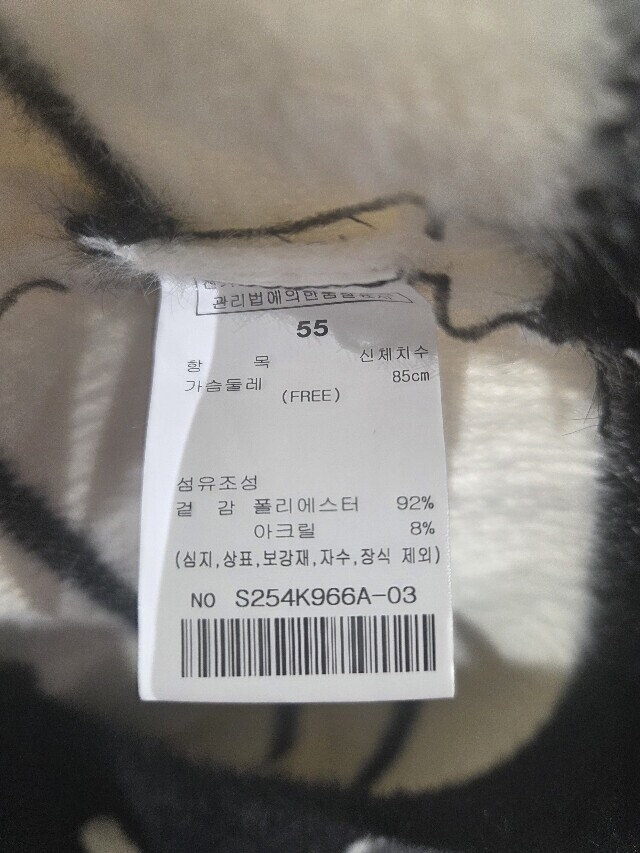 관리법에의한품질표시
55
항 목 신체치수
가슴둘레 85cm
(FREE)
섬유조성
겉 감 폴리에스터 92%
아크릴 8%
(심지,상표,보강재,자수,장식 제외)
NO S254K966A-03